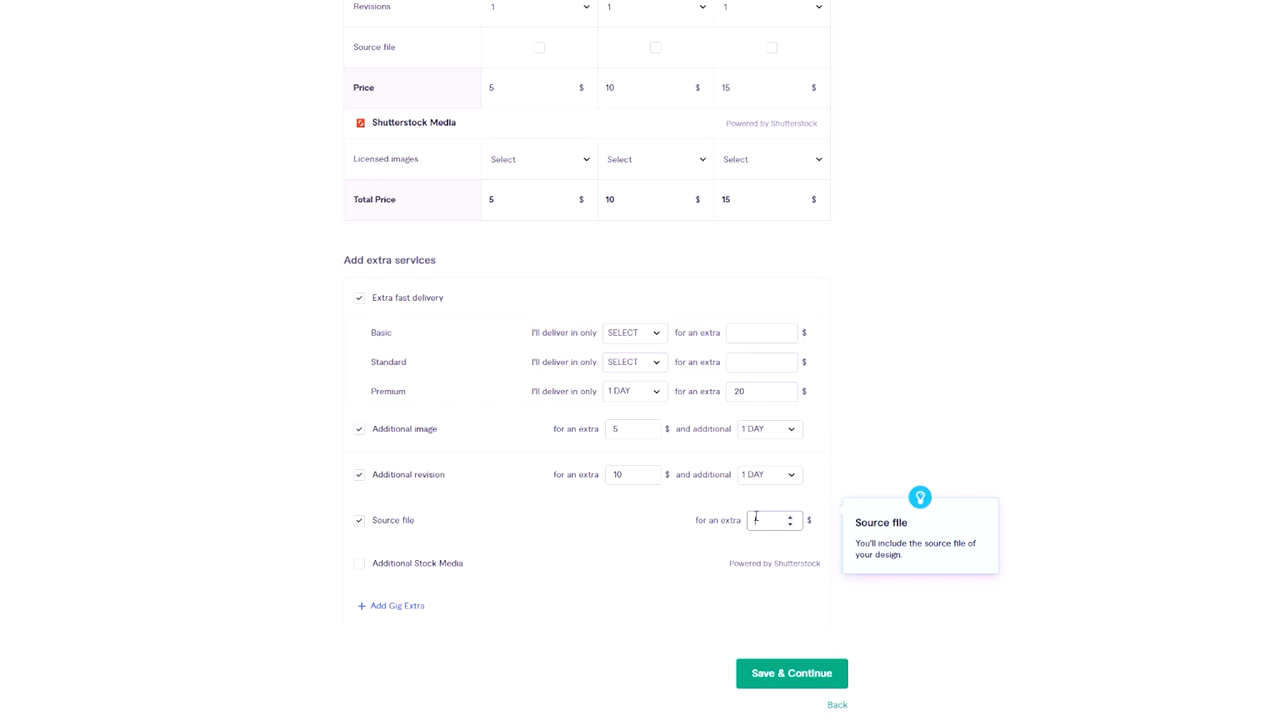 Revisions 1 1 1
Source file
Price 5 $ 10 $ 15 $
Shutterstock Media Powered by Shutterstock
Licensed images Select Select Select
Total Price 5 $ 10 $ 15 $
Add extra services
Extra fast delivery
Basic I'll deliver in only SELECT for an extra $
Standard I'll deliver in only SELECT for an extra $
Premium I'll deliver in only 1 DAY for an extra 20 $
Additional image for an extra 5 $ and additional 1 DAY
Additional revision for an extra 10 $ and additional 1 DAY
Source file for an extra $
Source file
You'll include the source file of
your design.
Additional Stock Media Powered by Shutterstock
+ Add Gig Extra
Save & Continue
Back